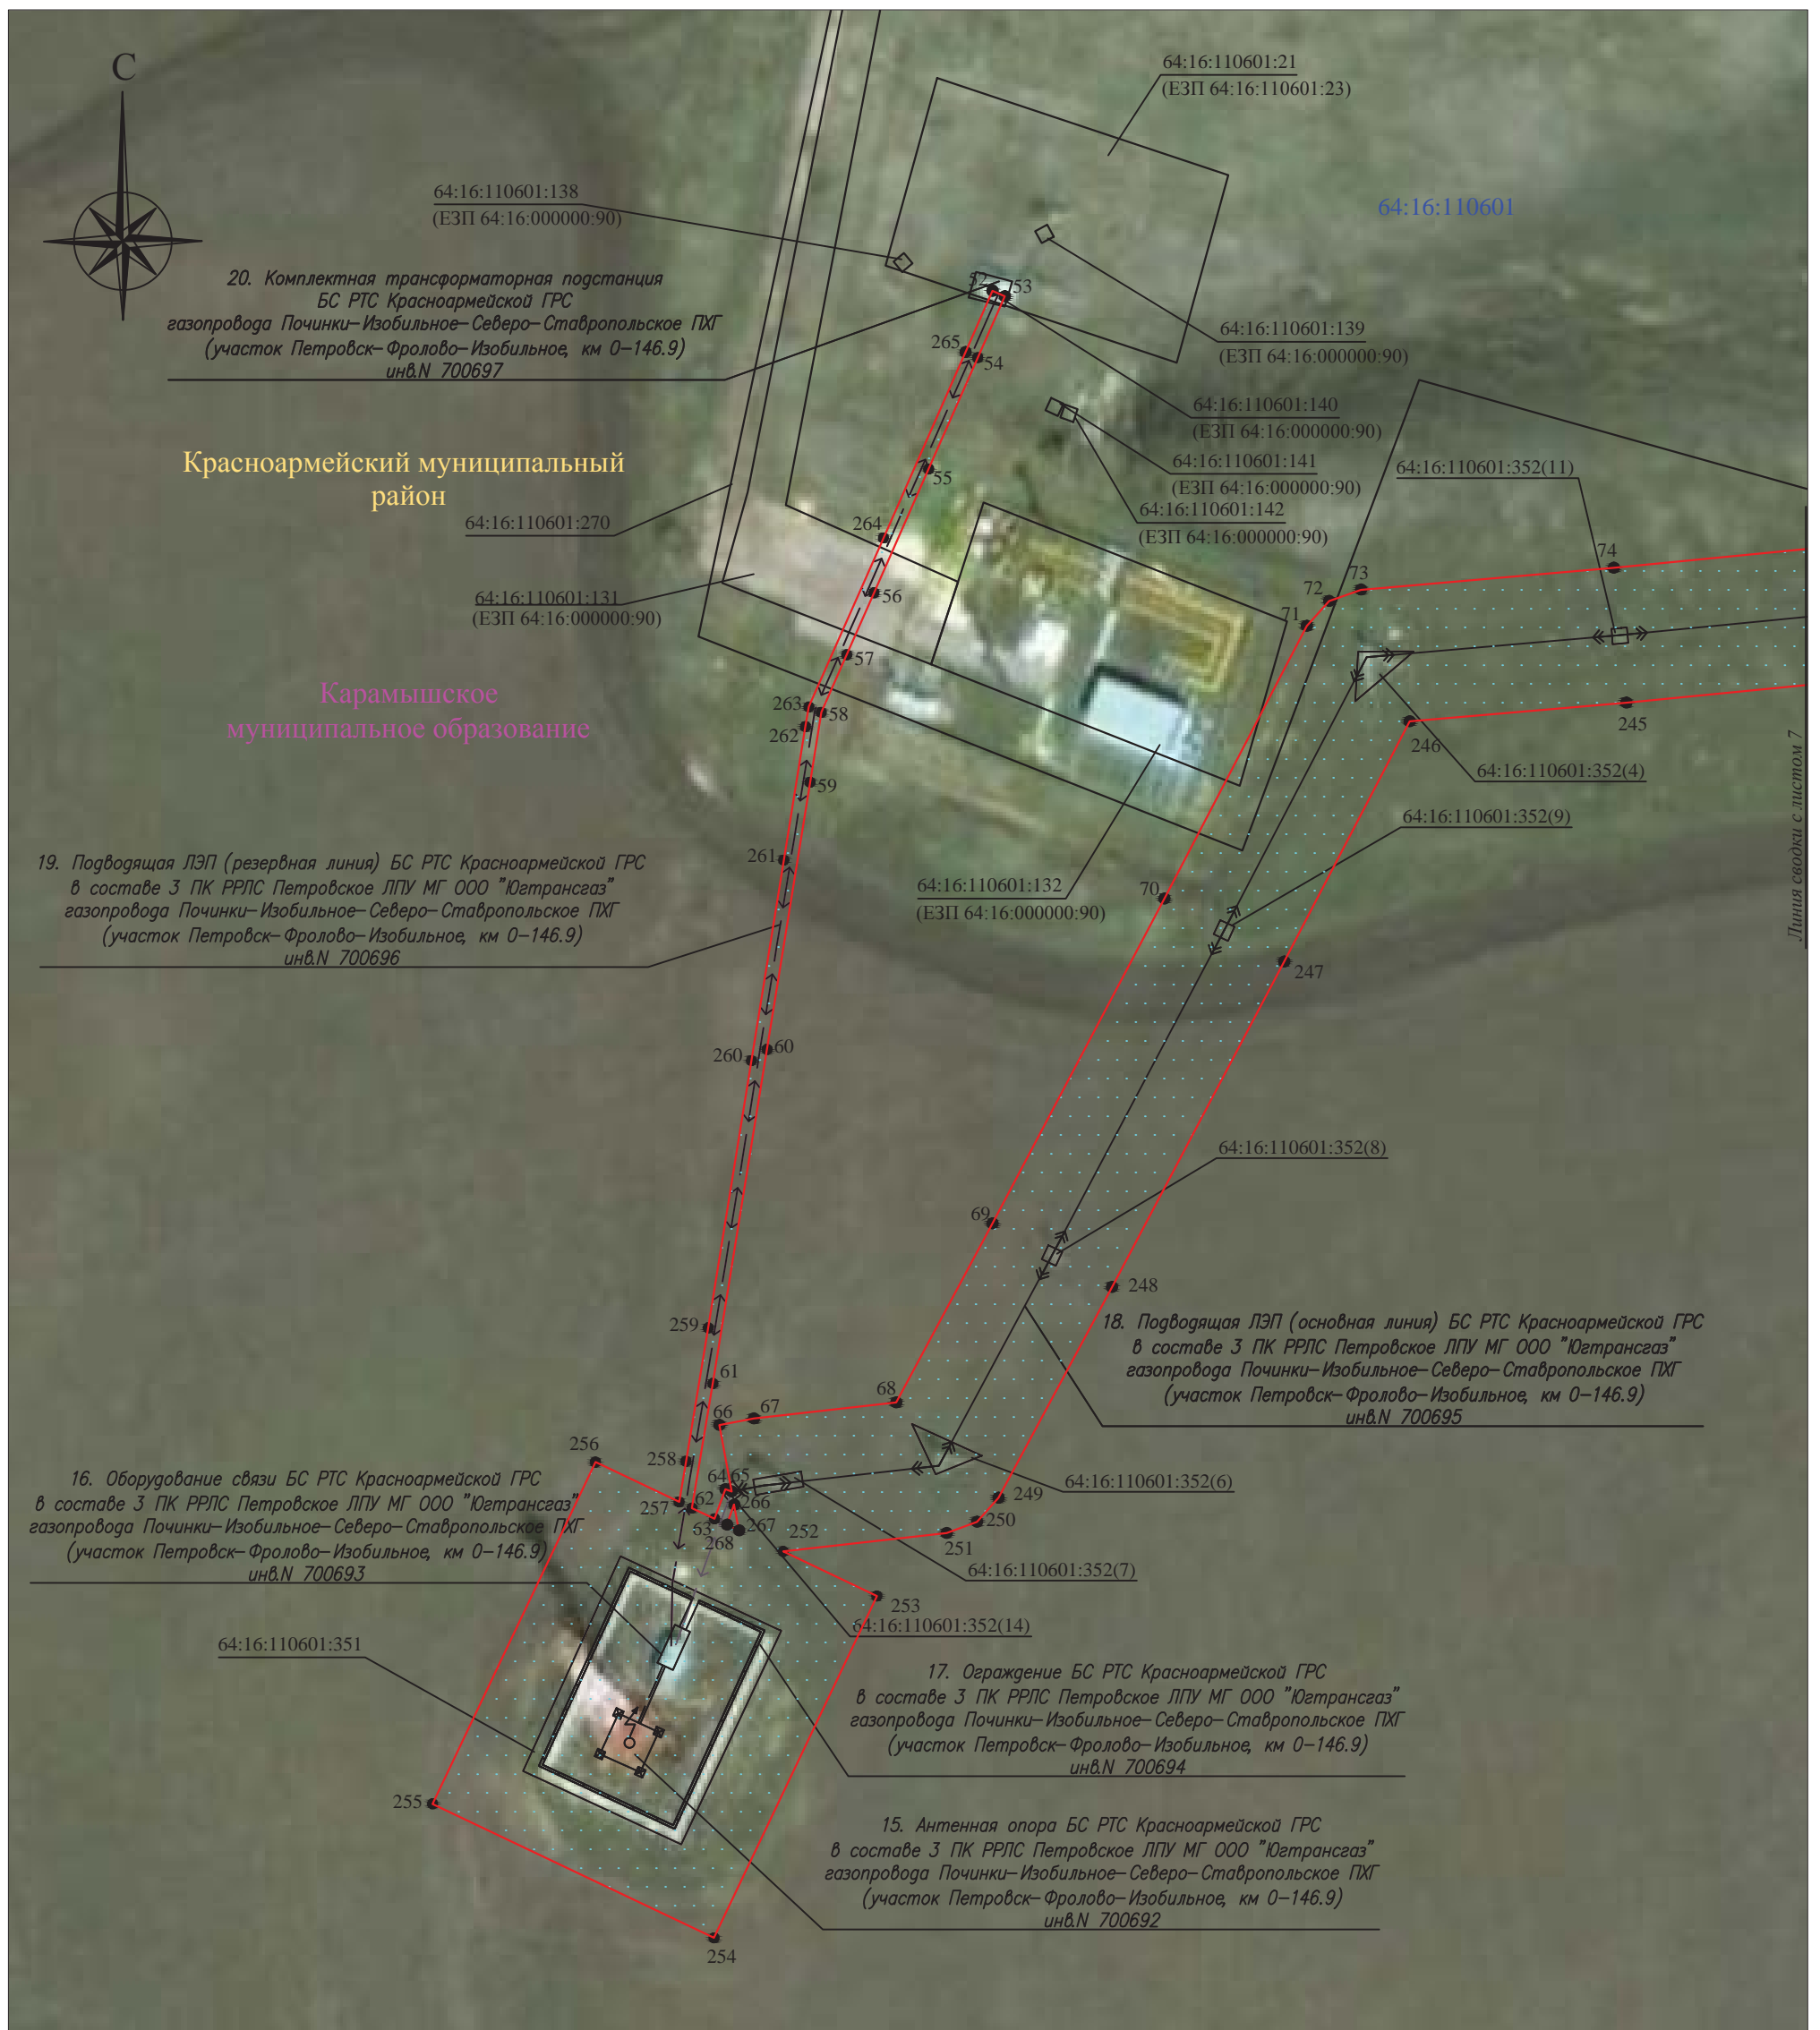 С
64:16:110601:21
(ЕЗП 64:16:110601:23)
64:16:110601:138
(ЕЗП 64:16:000000:90)
64:16:110601
20. Комплектная трансформаторная подстанция
БС РТС Красноармейской ГРС
газопровода Починки-Изобильное-Северо-Ставропольское ПХГ
(участок Петровск-Фролово-Изобильное, км 0-146.9)
инв.N 700697
52
53
64:16:110601:139
(ЕЗП 64:16:000000:90)
265
54
64:16:110601:140
(ЕЗП 64:16:000000:90)
Красноармейский муниципальный
район
55
64:16:110601:141
(ЕЗП 64:16:000000:90)
64:16:110601:352(11)
64:16:110601:270
264
64:16:110601:142
(ЕЗП 64:16:000000:90)
74
73
72
71
64:16:110601:131
(ЕЗП 64:16:000000:90)
56
57
Карамышское
муниципальное образование
263
58
262
245
246
59
64:16:110601:352(4)
Линия сводки с листом 7
64:16:110601:352(9)
19. Подводящая ЛЭП (резервная линия) БС РТС Красноармейской ГРС
в составе 3 ПК РРЛС Петровское ЛПУ МГ ООО "Югтрансгаз"
газопровода Починки-Изобильное-Северо-Ставропольское ПХГ
(участок Петровск-Фролово-Изобильное, км 0-146.9)
инв.N 700696
261
64:16:110601:132
(ЕЗП 64:16:000000:90)
70
247
260
60
64:16:110601:352(8)
69
248
259
18. Подводящая ЛЭП (основная линия) БС РТС Красноармейской ГРС
в составе 3 ПК РРЛС Петровское ЛПУ МГ ООО "Югтрансгаз"
газопровода Починки-Изобильное-Северо-Ставропольское ПХГ
(участок Петровск-Фролово-Изобильное, км 0-146.9)
инв.N 700695
61
68
66
67
256
258
16. Оборудование связи БС РТС Красноармейской ГРС
в составе 3 ПК РРЛС Петровское ЛПУ МГ ООО "Югтрансгаз"
газопровода Починки-Изобильное-Северо-Ставропольское ПХГ
(участок Петровск-Фролово-Изобильное, км 0-146.9)
инв.N 700693
64
65
64:16:110601:352(6)
257
62
266
249
250
53
267
268
252
251
64:16:110601:352(7)
253
64:16:110601:352(14)
64:16:110601:351
17. Ограждение БС РТС Красноармейской ГРС
в составе 3 ПК РРЛС Петровское ЛПУ МГ ООО "Югтрансгаз"
газопровода Починки-Изобильное-Северо-Ставропольское ПХГ
(участок Петровск-Фролово-Изобильное, км 0-146.9)
инв.N 700694
255
15. Антенная опора БС РТС Красноармейской ГРС
в составе 3 ПК РРЛС Петровское ЛПУ МГ ООО "Югтрансгаз"
газопровода Починки-Изобильное-Северо-Ставропольское ПХГ
(участок Петровск-Фролово-Изобильное, км 0-146.9)
инв.N 700692
254